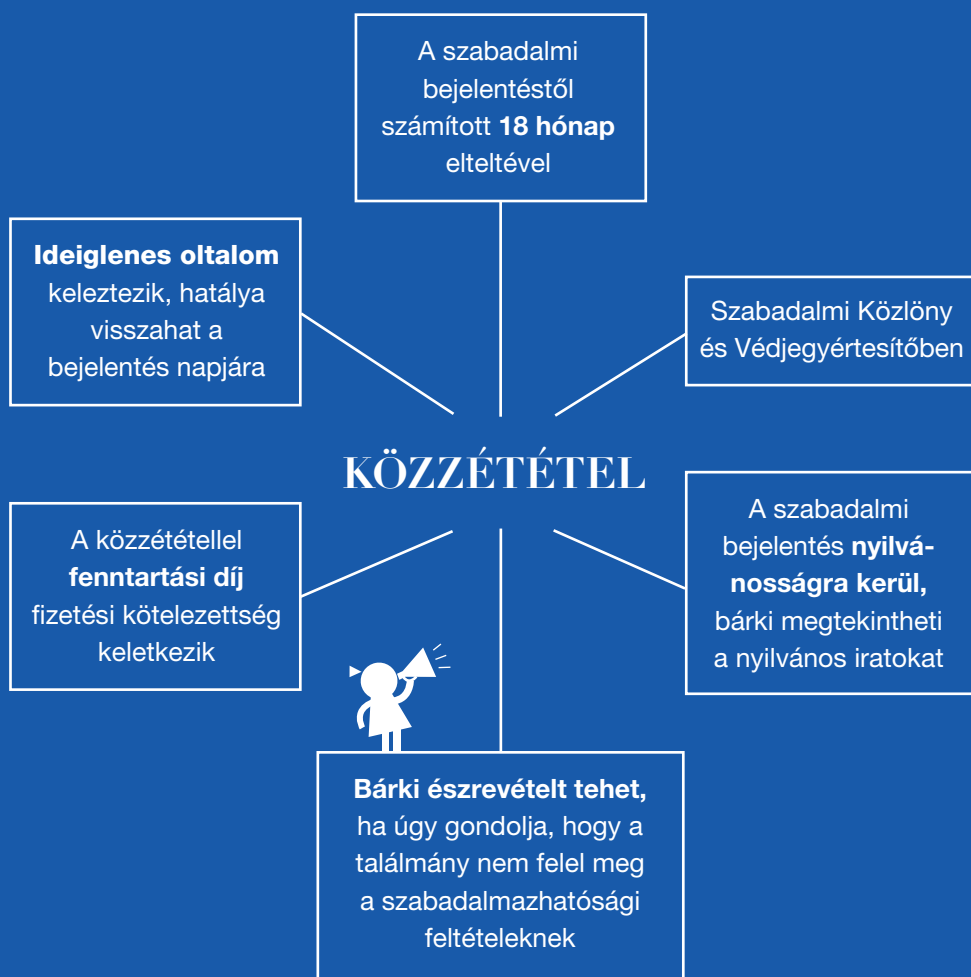 A szabadalmi
bejelentéstől
számított 18 hónap
elteltével
Ideiglenes oltalom
keleztezik, hatálya
visszahat a
bejelentés napjára
Szabadalmi Közlöny
és Védjegyértesítőben
KÖZZÉTÉTEL
A közzététellel
fenntartási díj
fizetési kötelezettség
keletkezik
A szabadalmi
bejelentés nyilvá-
nosságra kerül,
bárki megtekintheti
a nyilvános iratokat
Bárki észrevételt tehet,
ha úgy gondolja, hogy a
találmány nem felel meg
a szabadalmazhatósági
feltételeknek